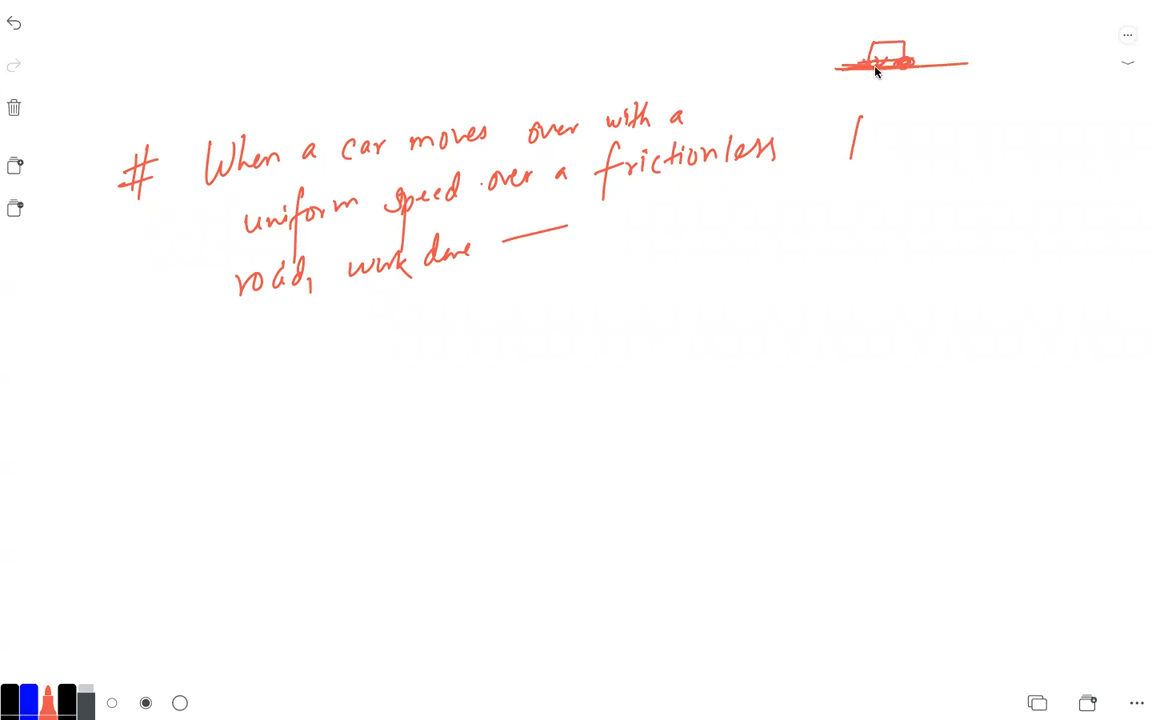 # When a car moves over with a
uniform speed over a frictionless
road, work done —